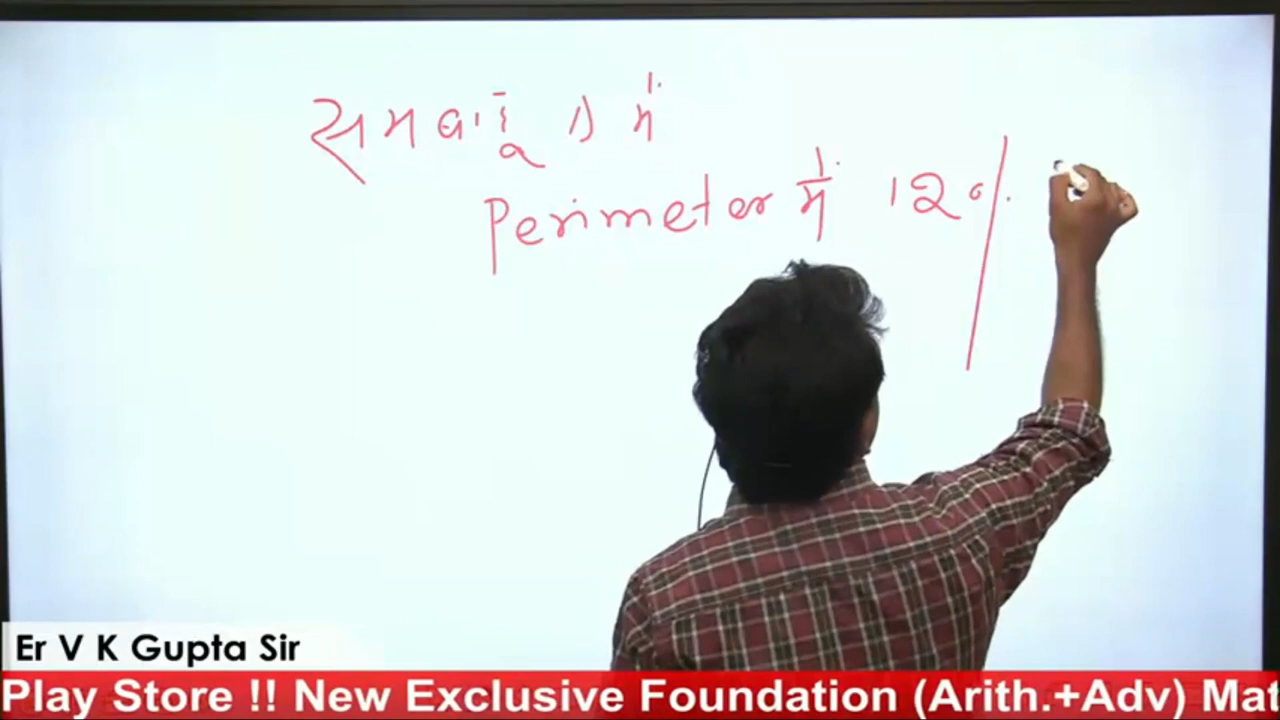 समबाहु Δ में
Perimeter में 12%
Er V K Gupta Sir
Play Store !! New Exclusive Foundation (Arith.+Adv) Mat